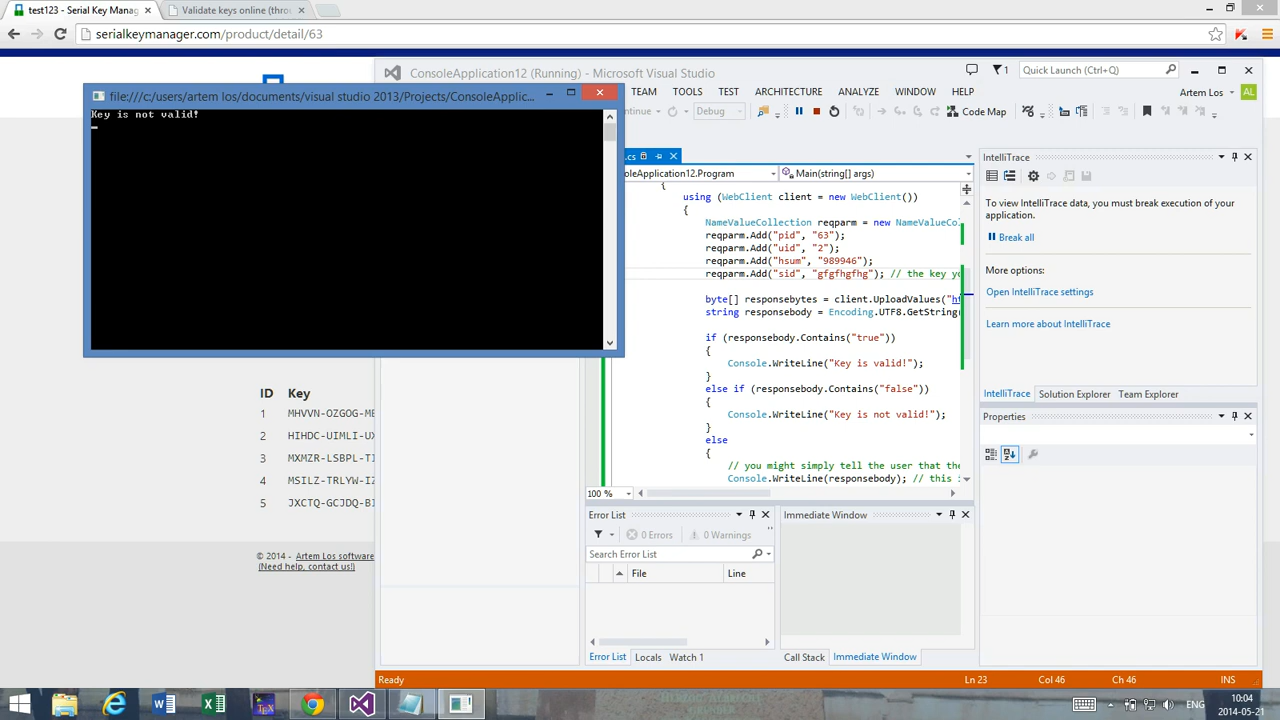 test123 - Serial Key Manag
Validate keys online (throu
serialkeymanager.com/product/detail/63
ConsoleApplication12 (Running) - Microsoft Visual Studio
1
Quick Launch (Ctrl+Q)
file:///c:/users/artem los/documents/visual studio 2013/Projects/ConsoleApplic...
TEAM TOOLS TEST ARCHITECTURE ANALYZE WINDOW HELP
Artem Los AL
Key is not valid!
ontinue Debug Code Map
.cs
IntelliTrace
soleApplication12.Program
Main(string[] args)
{
using (WebClient client = new WebClient())
{
NameValueCollection reqparm = new NameValueCol
reqparm.Add("pid", "63");
reqparm.Add("uid", "2");
reqparm.Add("hsum", "989946");
reqparm.Add("sid", "gfgfhgfhg"); // the key yo
byte[] responsebytes = client.UploadValues("ht
string responsebody = Encoding.UTF8.GetString(
if (responsebody.Contains("true"))
{
Console.WriteLine("Key is valid!");
}
else if (responsebody.Contains("false"))
{
Console.WriteLine("Key is not valid!");
}
else
{
// you might simply tell the user that the
Console.WriteLine(responsebody); // this i
To view IntelliTrace data, you must break execution of your
application.
Break all
More options:
Open IntelliTrace settings
Learn more about IntelliTrace
IntelliTrace Solution Explorer Team Explorer
Properties
ID Key
1 MHVVN-OZGOG-ME
2 HIHDC-UIMLI-UX
3 MXMZR-LSBPL-TI
4 MSILZ-TRLYW-IZ
5 JXCTQ-GCJDQ-BI
© 2014 - Artem Los software
(Need help, contact us!)
100 %
Error List
0 Errors 0 Warnings
Search Error List
File Line
Error List Locals Watch 1
Immediate Window
Call Stack Immediate Window
Ready Ln 23 Col 46 Ch 46 INS
ENG
10:04
2014-05-21